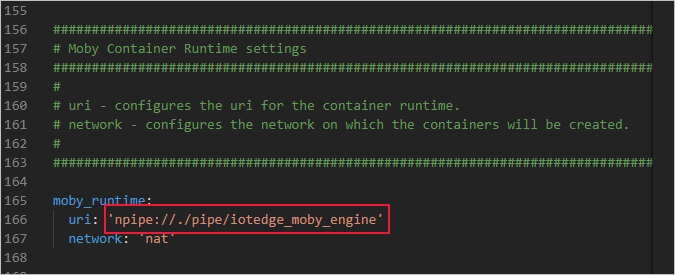 155
156 ################################################################################
157 # Moby Container Runtime settings
158 ################################################################################
159 #
160 # uri - configures the uri for the container runtime.
161 # network - configures the network on which the containers will be created.
162 #
163 ################################################################################
164
165 moby_runtime:
166 uri: 'npipe://./pipe/iotedge_moby_engine'
167 network: 'nat'
168